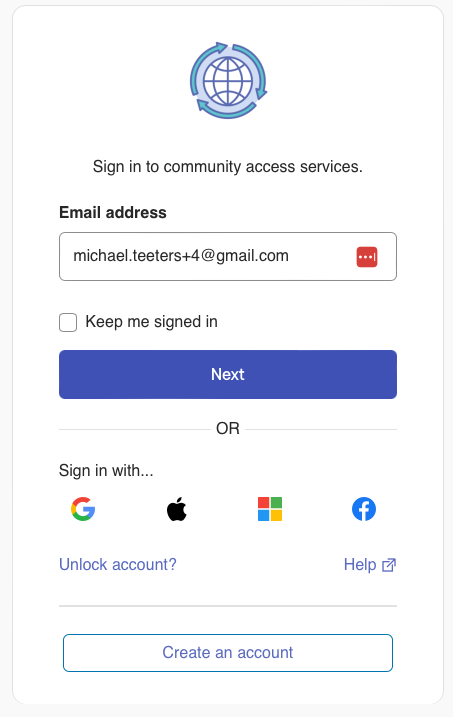 Sign in to community access services.
Email address
michael.teeters+4@gmail.com
Keep me signed in
Next
OR
Sign in with...
Unlock account?
Help
Create an account